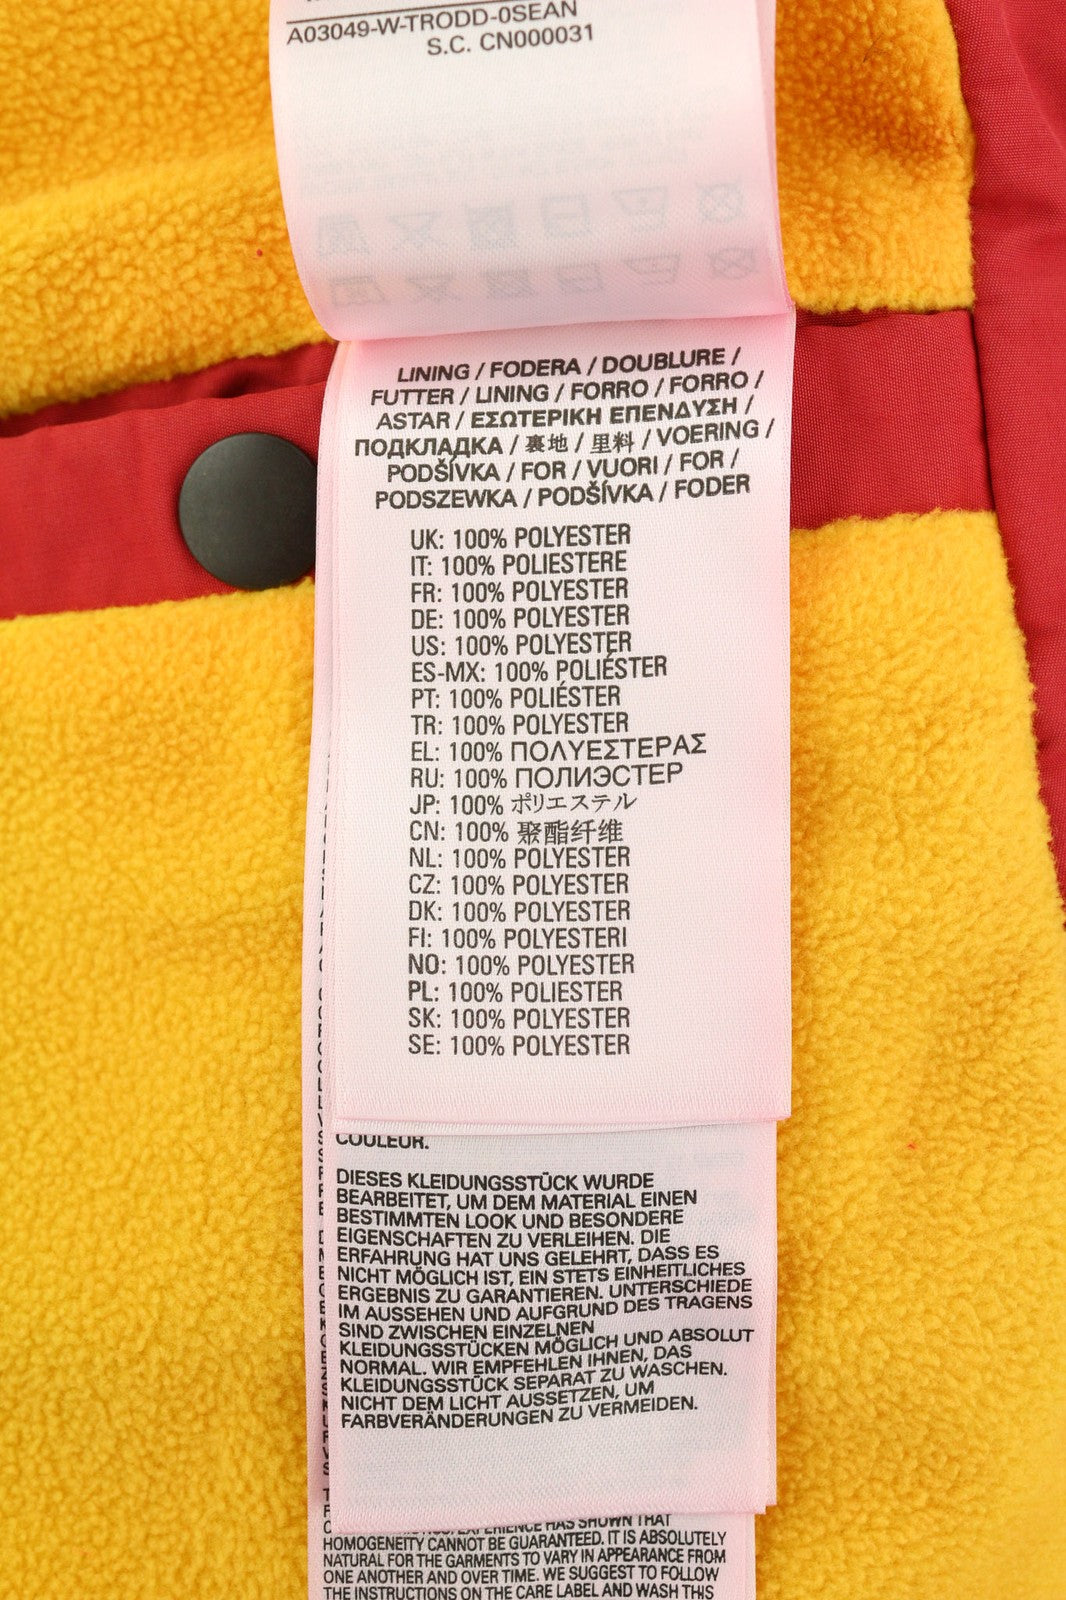 A03049-W-TRODD-0SEAN
S.C. CN000031
LINING / FODERA / DOUBLURE /
FUTTER / LINING / FORRO / FORRO /
ASTAR / ΕΣΩΤΕΡΙΚΗ ΕΠΕΝΔΥΣΗ /
ПОДКЛАДКА / 裏地 / 里料 / VOERING /
PODŠÍVKA / FOR / VUORI / FOR /
PODSZEWKA / PODŠÍVKA / FODER
UK: 100% POLYESTER
IT: 100% POLIESTERE
FR: 100% POLYESTER
DE: 100% POLYESTER
US: 100% POLYESTER
ES-MX: 100% POLIÉSTER
PT: 100% POLIÉSTER
TR: 100% POLYESTER
EL: 100% ΠΟΛΥΕΣΤΕΡΑΣ
RU: 100% ПОЛИЭСТЕР
JP: 100% ポリエステル
CN: 100% 聚酯纤维
NL: 100% POLYESTER
CZ: 100% POLYESTER
DK: 100% POLYESTER
FI: 100% POLYESTERI
NO: 100% POLYESTER
PL: 100% POLIESTER
SK: 100% POLYESTER
SE: 100% POLYESTER
COULEUR.
DIESES KLEIDUNGSSTÜCK WURDE
BEARBEITET, UM DEM MATERIAL EINEN
BESTIMMTEN LOOK UND BESONDERE
EIGENSCHAFTEN ZU VERLEIHEN. DIE
ERFAHRUNG HAT UNS GELEHRT, DASS ES
NICHT MÖGLICH IST, EIN STETS EINHEITLICHES
ERGEBNIS ZU GARANTIEREN. UNTERSCHIEDE
IM AUSSEHEN UND AUFGRUND DES TRAGENS
SIND ZWISCHEN EINZELNEN
KLEIDUNGSSTÜCKEN MÖGLICH UND ABSOLUT
NORMAL. WIR EMPFEHLEN IHNEN, DAS
KLEIDUNGSSTÜCK SEPARAT ZU WASCHEN.
NICHT DEM LICHT AUSSETZEN, UM
FARBVERÄNDERUNGEN ZU VERMEIDEN.
EXPERIENCE HAS SHOWN THAT
HOMOGENEITY CANNOT BE GUARANTEED. IT IS ABSOLUTELY
NATURAL FOR THE GARMENTS TO VARY IN APPEARANCE FROM
ONE ANOTHER AND OVER TIME. WE SUGGEST TO FOLLOW
THE INSTRUCTIONS ON THE CARE LABEL AND WASH THIS